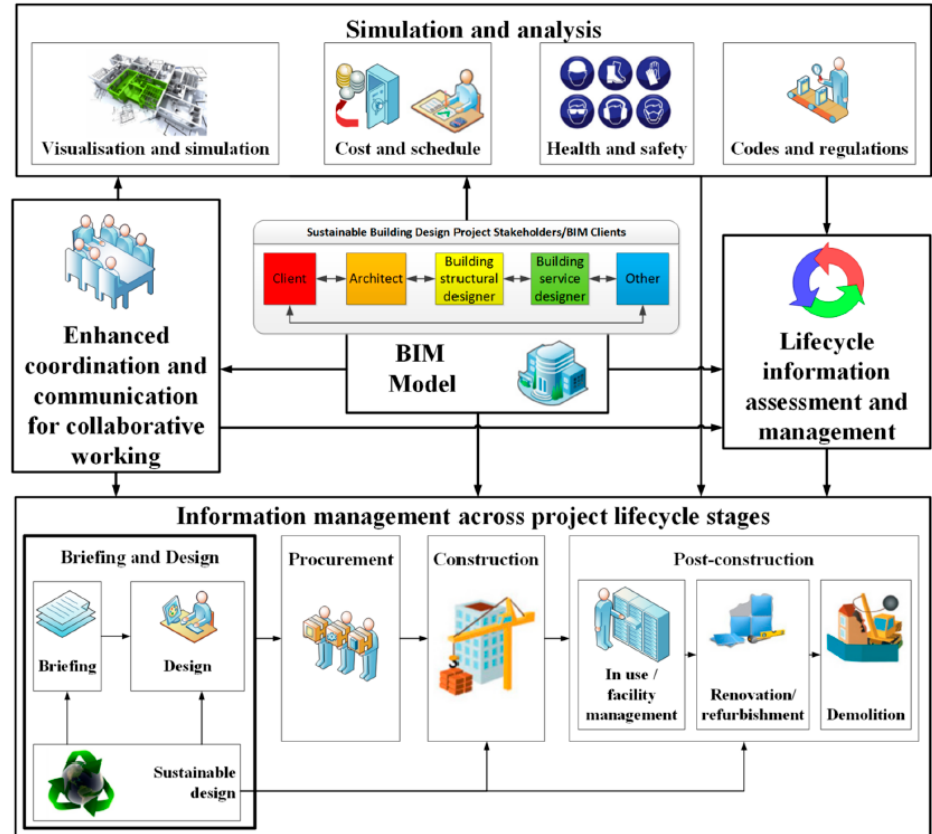 Simulation and analysis
Visualisation and simulation
Cost and schedule
Health and safety
Codes and regulations
Sustainable Building Design Project Stakeholders/BIM Clients
Client
Architect
Building
structural
designer
Building
service
designer
Other
BIM
Model
Enhanced
coordination and
communication
for collaborative
working
Lifecycle
information
assessment and
management
Information management across project lifecycle stages
Briefing and Design
Briefing
Design
Sustainable
design
Procurement
Construction
Post-construction
In use /
facility
management
Renovation/
refurbishment
Demolition